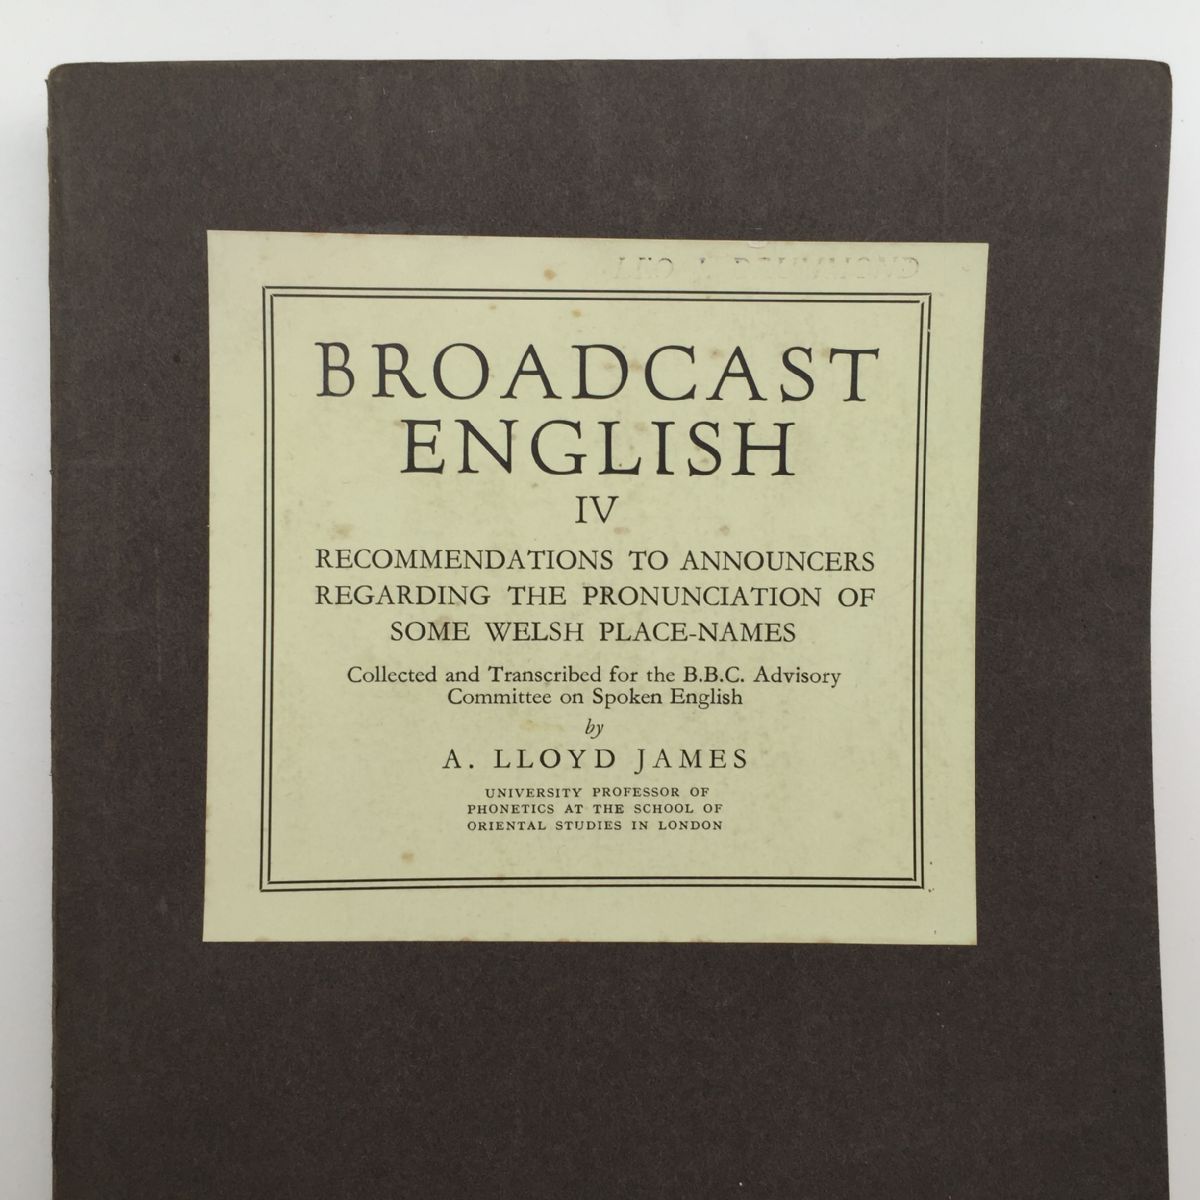 BROADCAST
ENGLISH
IV
RECOMMENDATIONS TO ANNOUNCERS
REGARDING THE PRONUNCIATION OF
SOME WELSH PLACE-NAMES
Collected and Transcribed for the B.B.C. Advisory
Committee on Spoken English
by
A. LLOYD JAMES
UNIVERSITY PROFESSOR OF
PHONETICS AT THE SCHOOL OF
ORIENTAL STUDIES IN LONDON